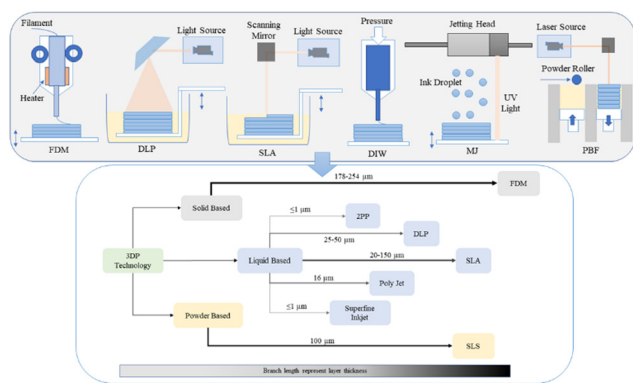 Filament
Heater
FDM
Light Source
DLP
Scanning
Mirror
Light Source
SLA
Pressure
DIW
Jetting Head
Ink Droplet
UV
Light
MJ
Laser Source
Powder Roller
PBF
178-254 μm
Solid Based
FDM
≤1 μm
2PP
25-50 μm
DLP
3DP
Technology
Liquid Based
20-150 μm
SLA
16 μm
Poly Jet
≤1 μm
Superfine
Inkjet
Powder Based
100 μm
SLS
Branch length represent layer thickness